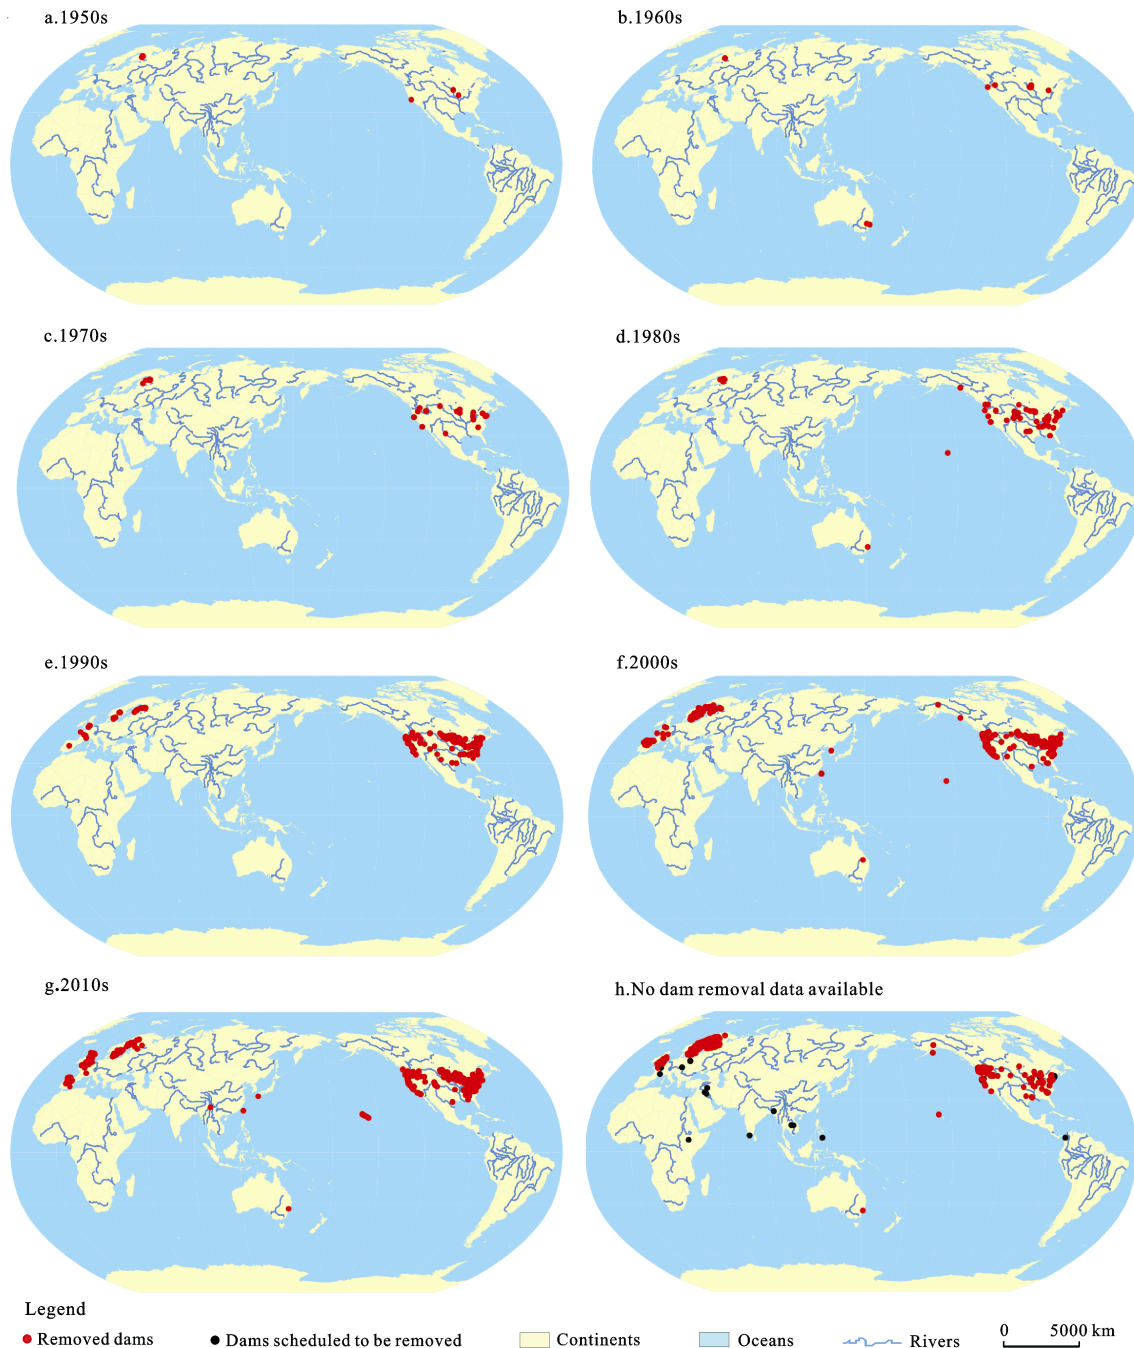 a.1950s
b.1960s
c.1970s
d.1980s
e.1990s
f.2000s
g.2010s
h.No dam removal data available
Legend
Removed dams
Dams scheduled to be removed
Continents
Oceans
Rivers
0 5000 km